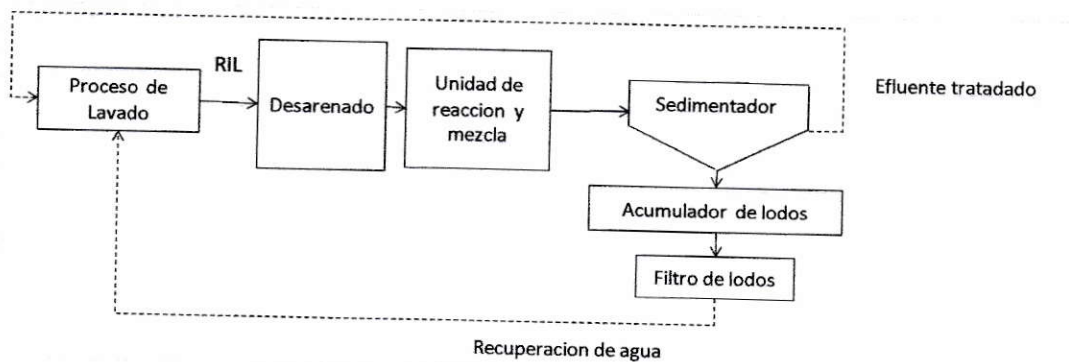 RIL
Proceso de
Lavado
Desarenado
Unidad de
reaccion y
mezcla
Sedimentador
Efluente tratadado
Acumulador de lodos
Filtro de lodos
Recuperacion de agua